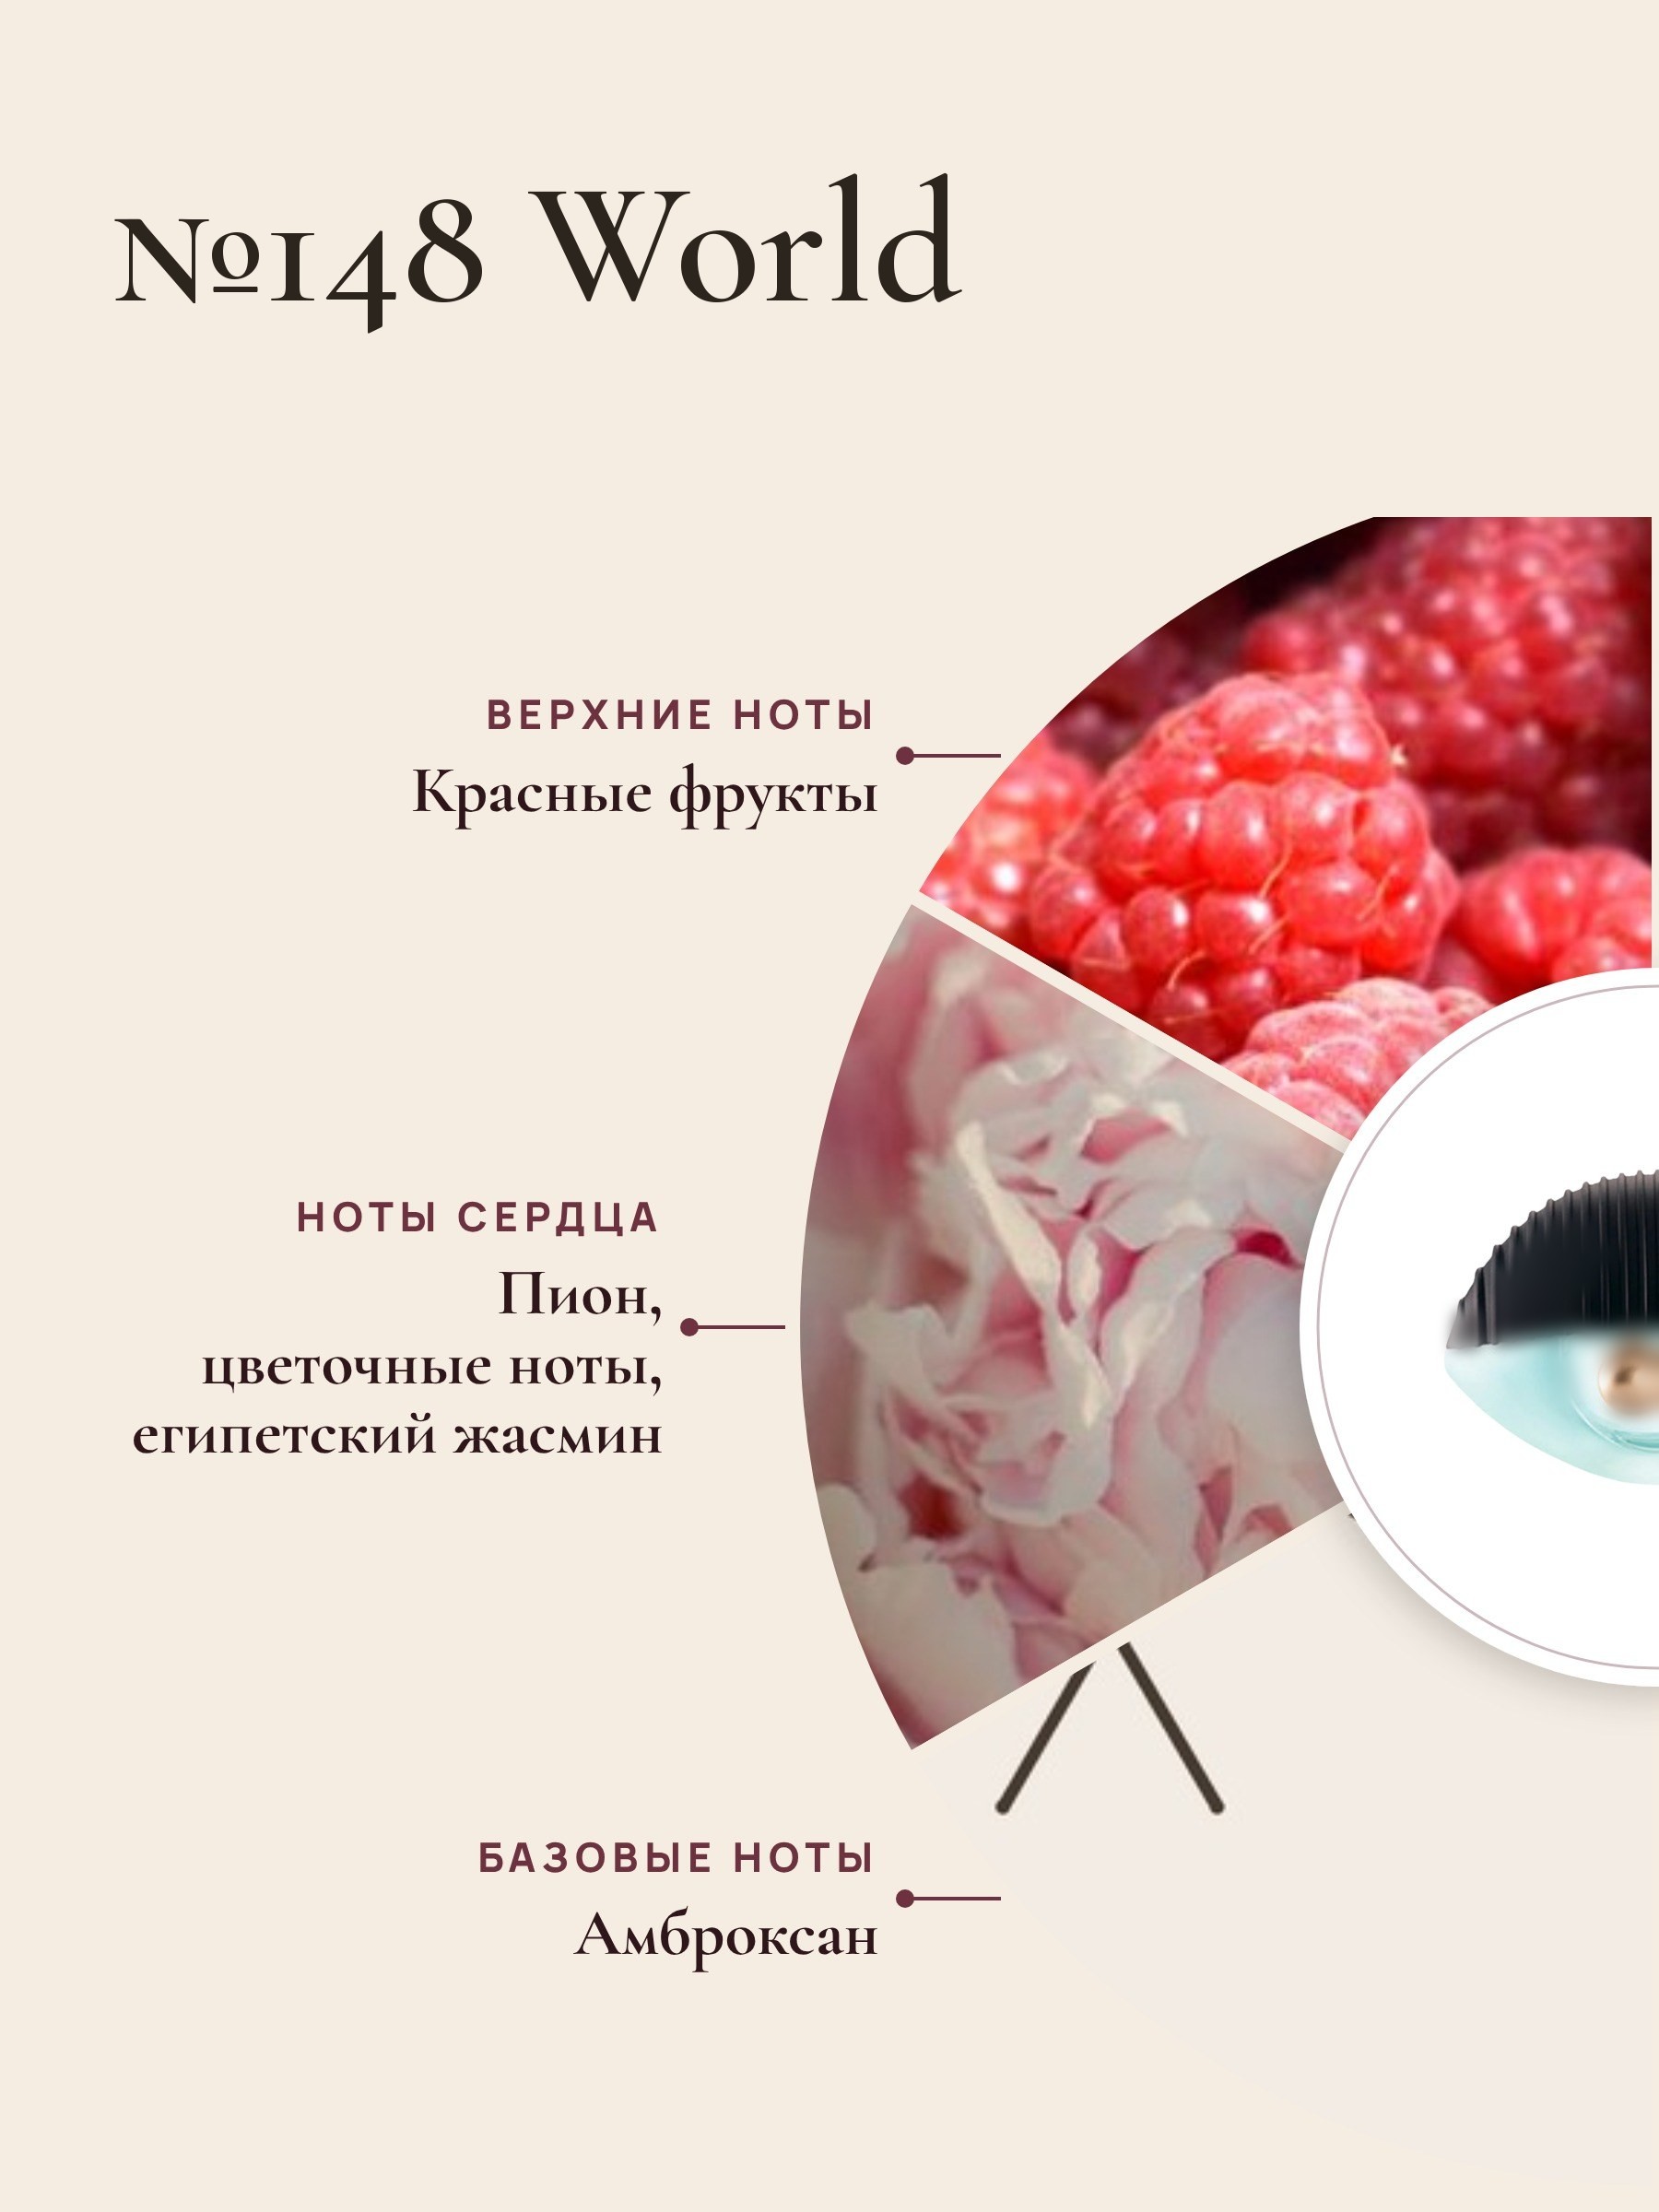 №148 World
ВЕРХНИЕ НОТЫ
Красные фрукты
НОТЫ СЕРДЦА
Пион,
цветочные ноты,
египетский жасмин
БАЗОВЫЕ НОТЫ
Амброксан